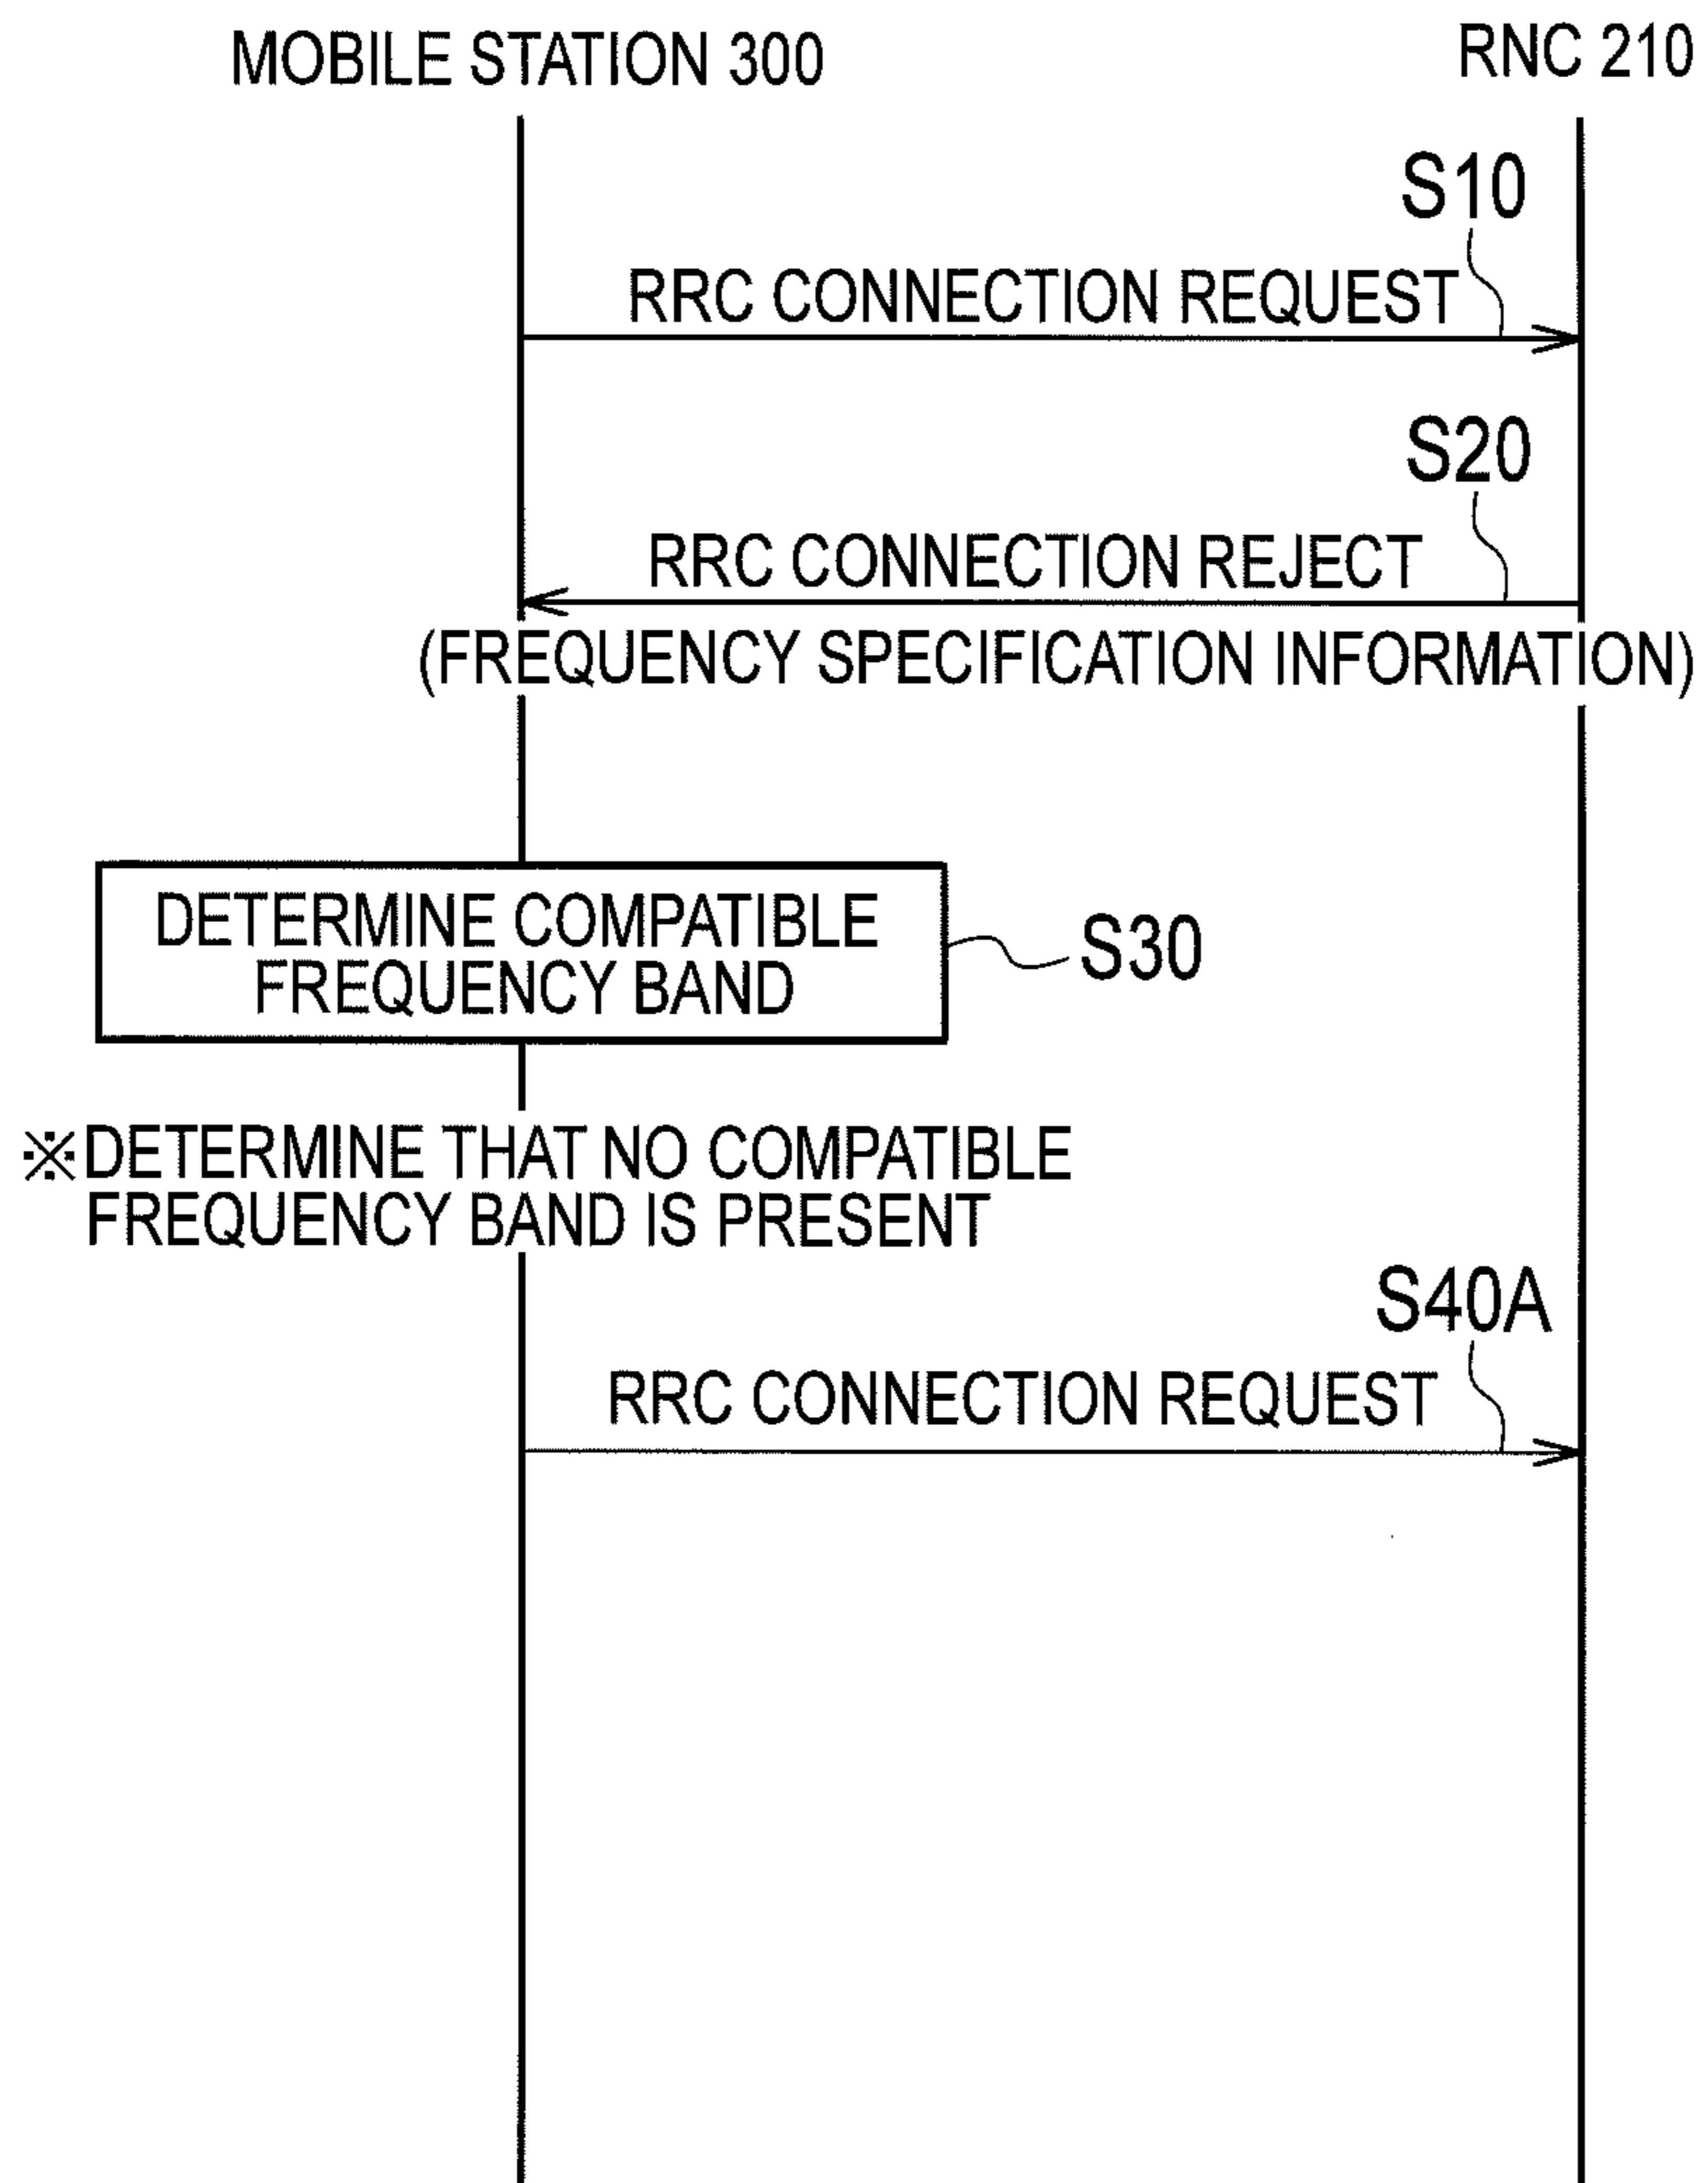 MOBILE STATION 300
RNC 210
S10
RRC CONNECTION REQUEST
S20
RRC CONNECTION REJECT
(FREQUENCY SPECIFICATION INFORMATION)
DETERMINE COMPATIBLE
FREQUENCY BAND
S30
※DETERMINE THAT NO COMPATIBLE
FREQUENCY BAND IS PRESENT
S40A
RRC CONNECTION REQUEST